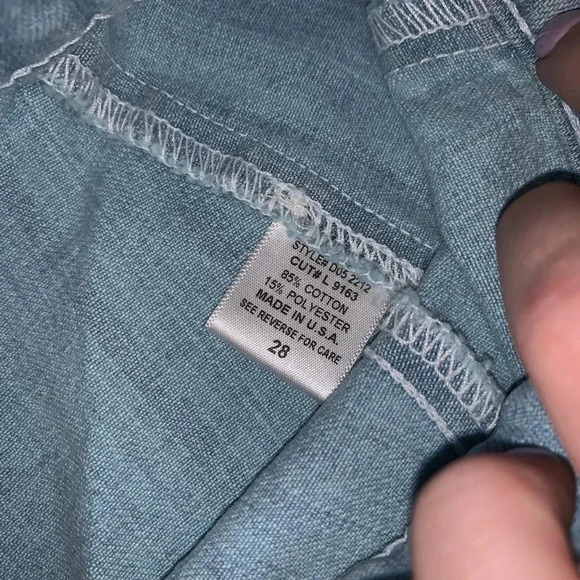 STYLE# D05 2212
CUT# L 9163
85% COTTON
15% POLYESTER
MADE IN U.S.A
SEE REVERSE FOR CARE
28